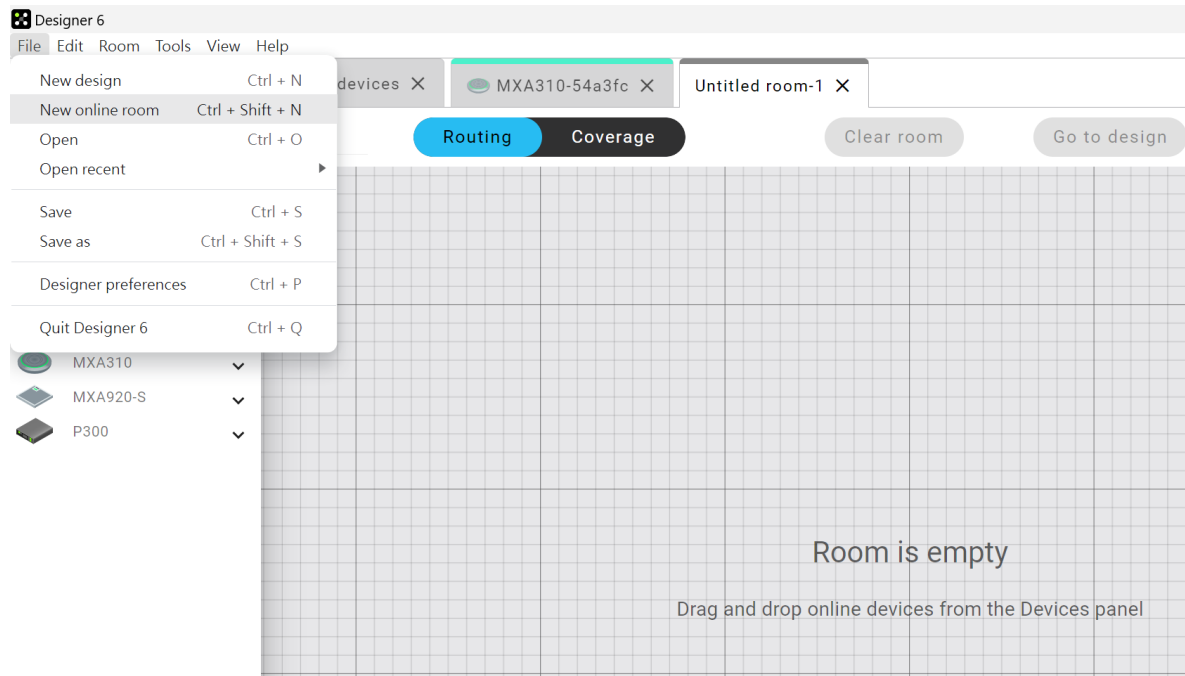 Designer 6
File Edit Room Tools View Help
New design Ctrl + N
New online room Ctrl + Shift + N
Open Ctrl + O
Open recent
Save Ctrl + S
Save as Ctrl + Shift + S
Designer preferences Ctrl + P
Quit Designer 6 Ctrl + Q
devices
MXA310-54a3fc
Untitled room-1
Routing Coverage Clear room Go to design
MXA310
MXA920-S
P300
Room is empty
Drag and drop online devices from the Devices panel